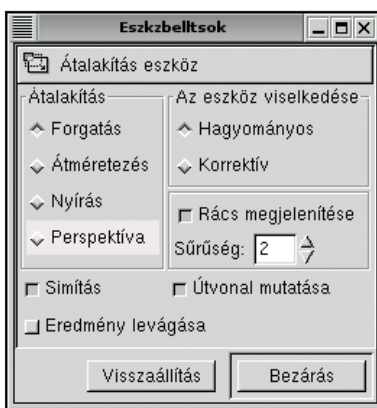 Eszkzbelltsok
Átalakítás eszköz
Átalakítás
Az eszköz viselkedése
Forgatás
Hagyományos
Átméretezés
Korrektív
Nyírás
Rács megjelenítése
Perspektíva
Sűrűség: 2
Simítás
Útvonal mutatása
Eredmény levágása
Visszaállítás
Bezárás